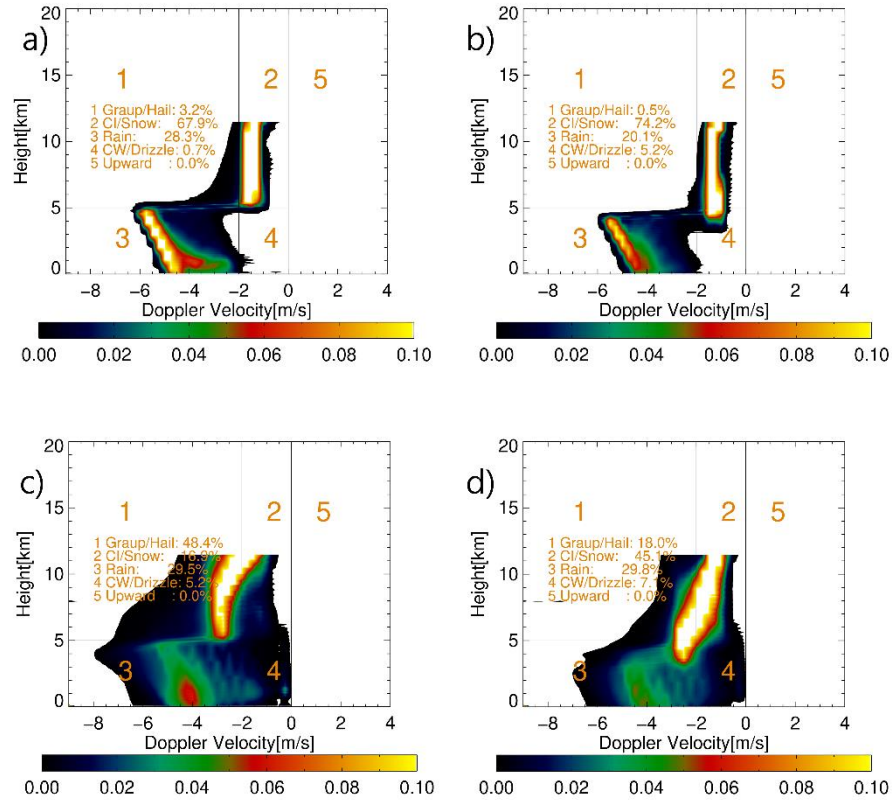 a)
20
15
10
5
0
Height[km]
1
2
5
1 Graup/Hail: 3.2%
2 CI/Snow: 67.9%
3 Rain: 28.3%
4 CW/Drizzle: 0.7%
5 Upward : 0.0%
3
4
−8 −6 −4 −2 0 2 4
Doppler Velocity[m/s]
0.00 0.02 0.04 0.06 0.08 0.10
b)
20
15
10
5
0
Height[km]
1
2
5
1 Graup/Hail: 0.5%
2 CI/Snow: 74.2%
3 Rain: 20.1%
4 CW/Drizzle: 5.2%
5 Upward : 0.0%
3
4
−8 −6 −4 −2 0 2 4
Doppler Velocity[m/s]
0.00 0.02 0.04 0.06 0.08 0.10
c)
20
15
10
5
0
Height[km]
1
2
5
1 Graup/Hail: 48.4%
2 CI/Snow: 16.9%
3 Rain: 29.5%
4 CW/Drizzle: 5.2%
5 Upward : 0.0%
3
4
−8 −6 −4 −2 0 2 4
Doppler Velocity[m/s]
0.00 0.02 0.04 0.06 0.08 0.10
d)
20
15
10
5
0
Height[km]
1
2
5
1 Graup/Hail: 18.0%
2 CI/Snow: 45.1%
3 Rain: 29.8%
4 CW/Drizzle: 7.1%
5 Upward : 0.0%
3
4
−8 −6 −4 −2 0 2 4
Doppler Velocity[m/s]
0.00 0.02 0.04 0.06 0.08 0.10